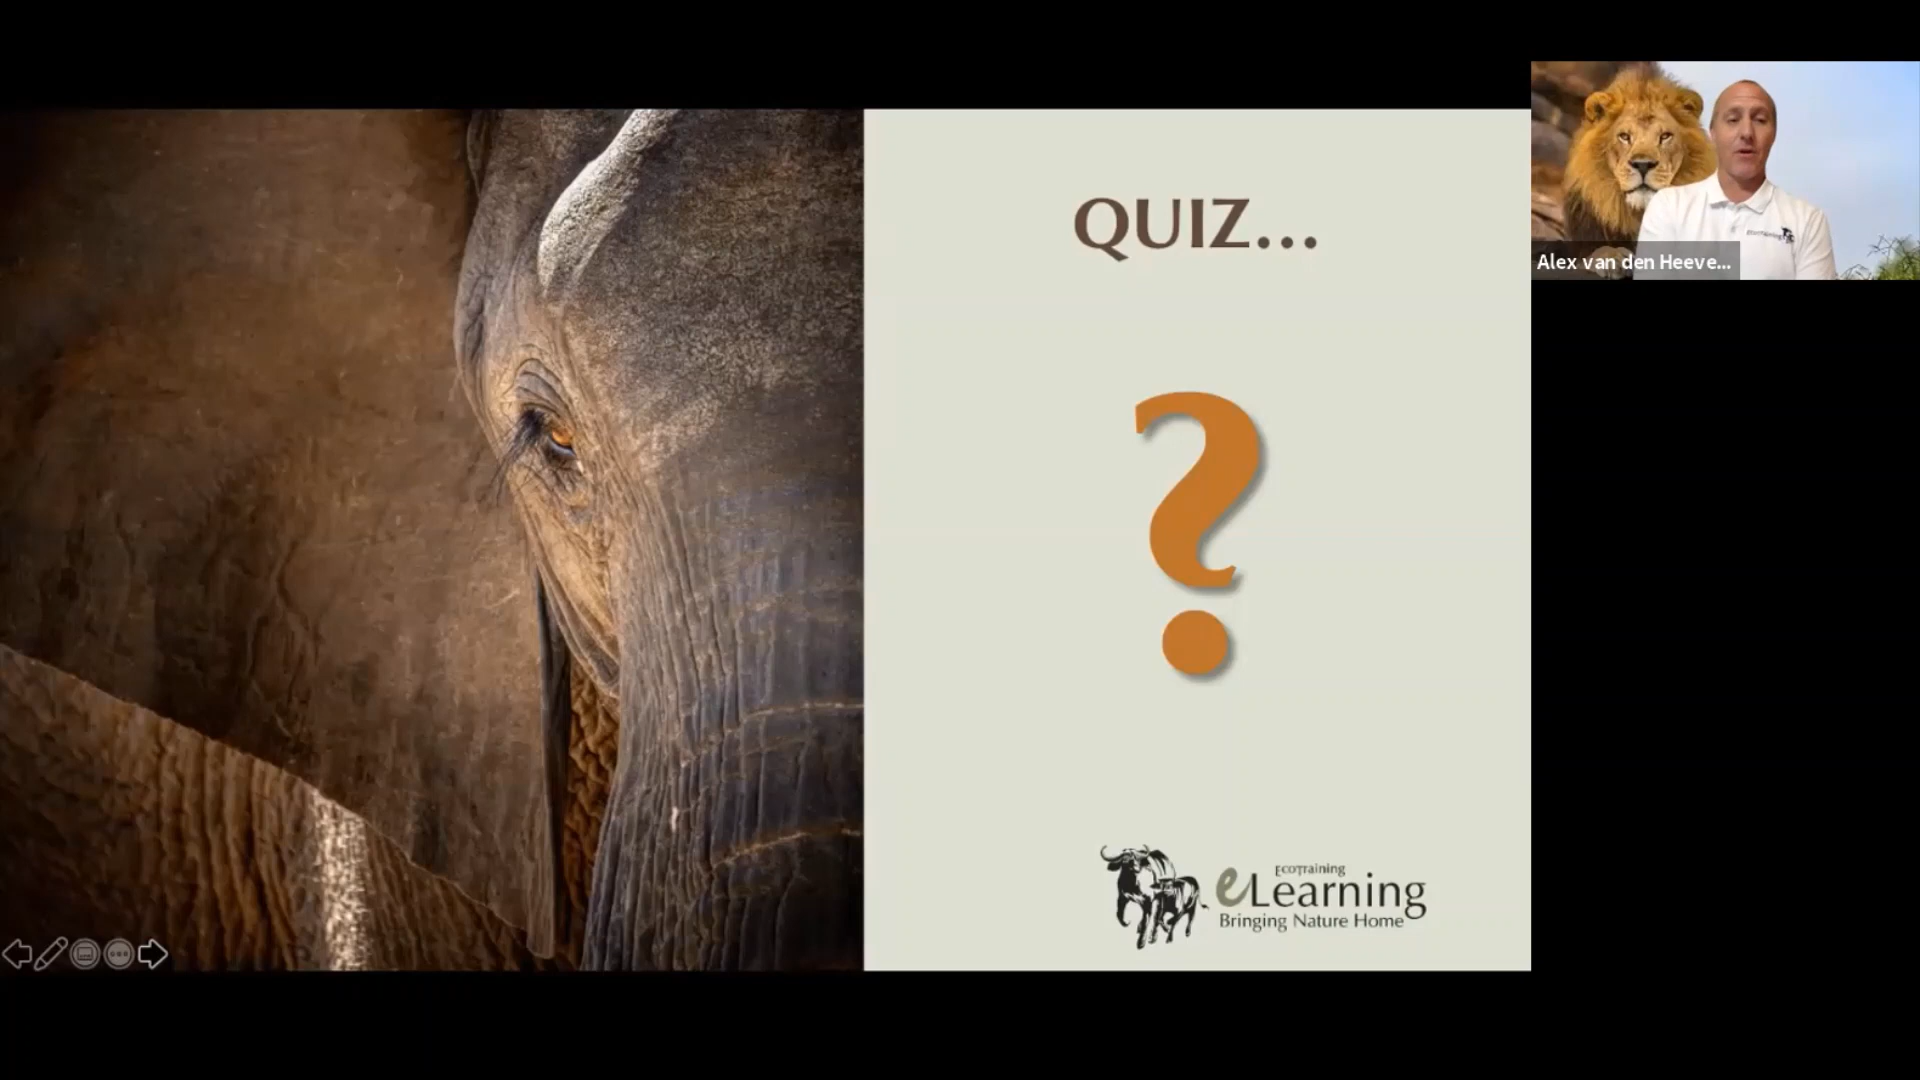 QUIZ...
?
Alex van den Heeve...
EcoTraining
eLearning
Bringing Nature Home